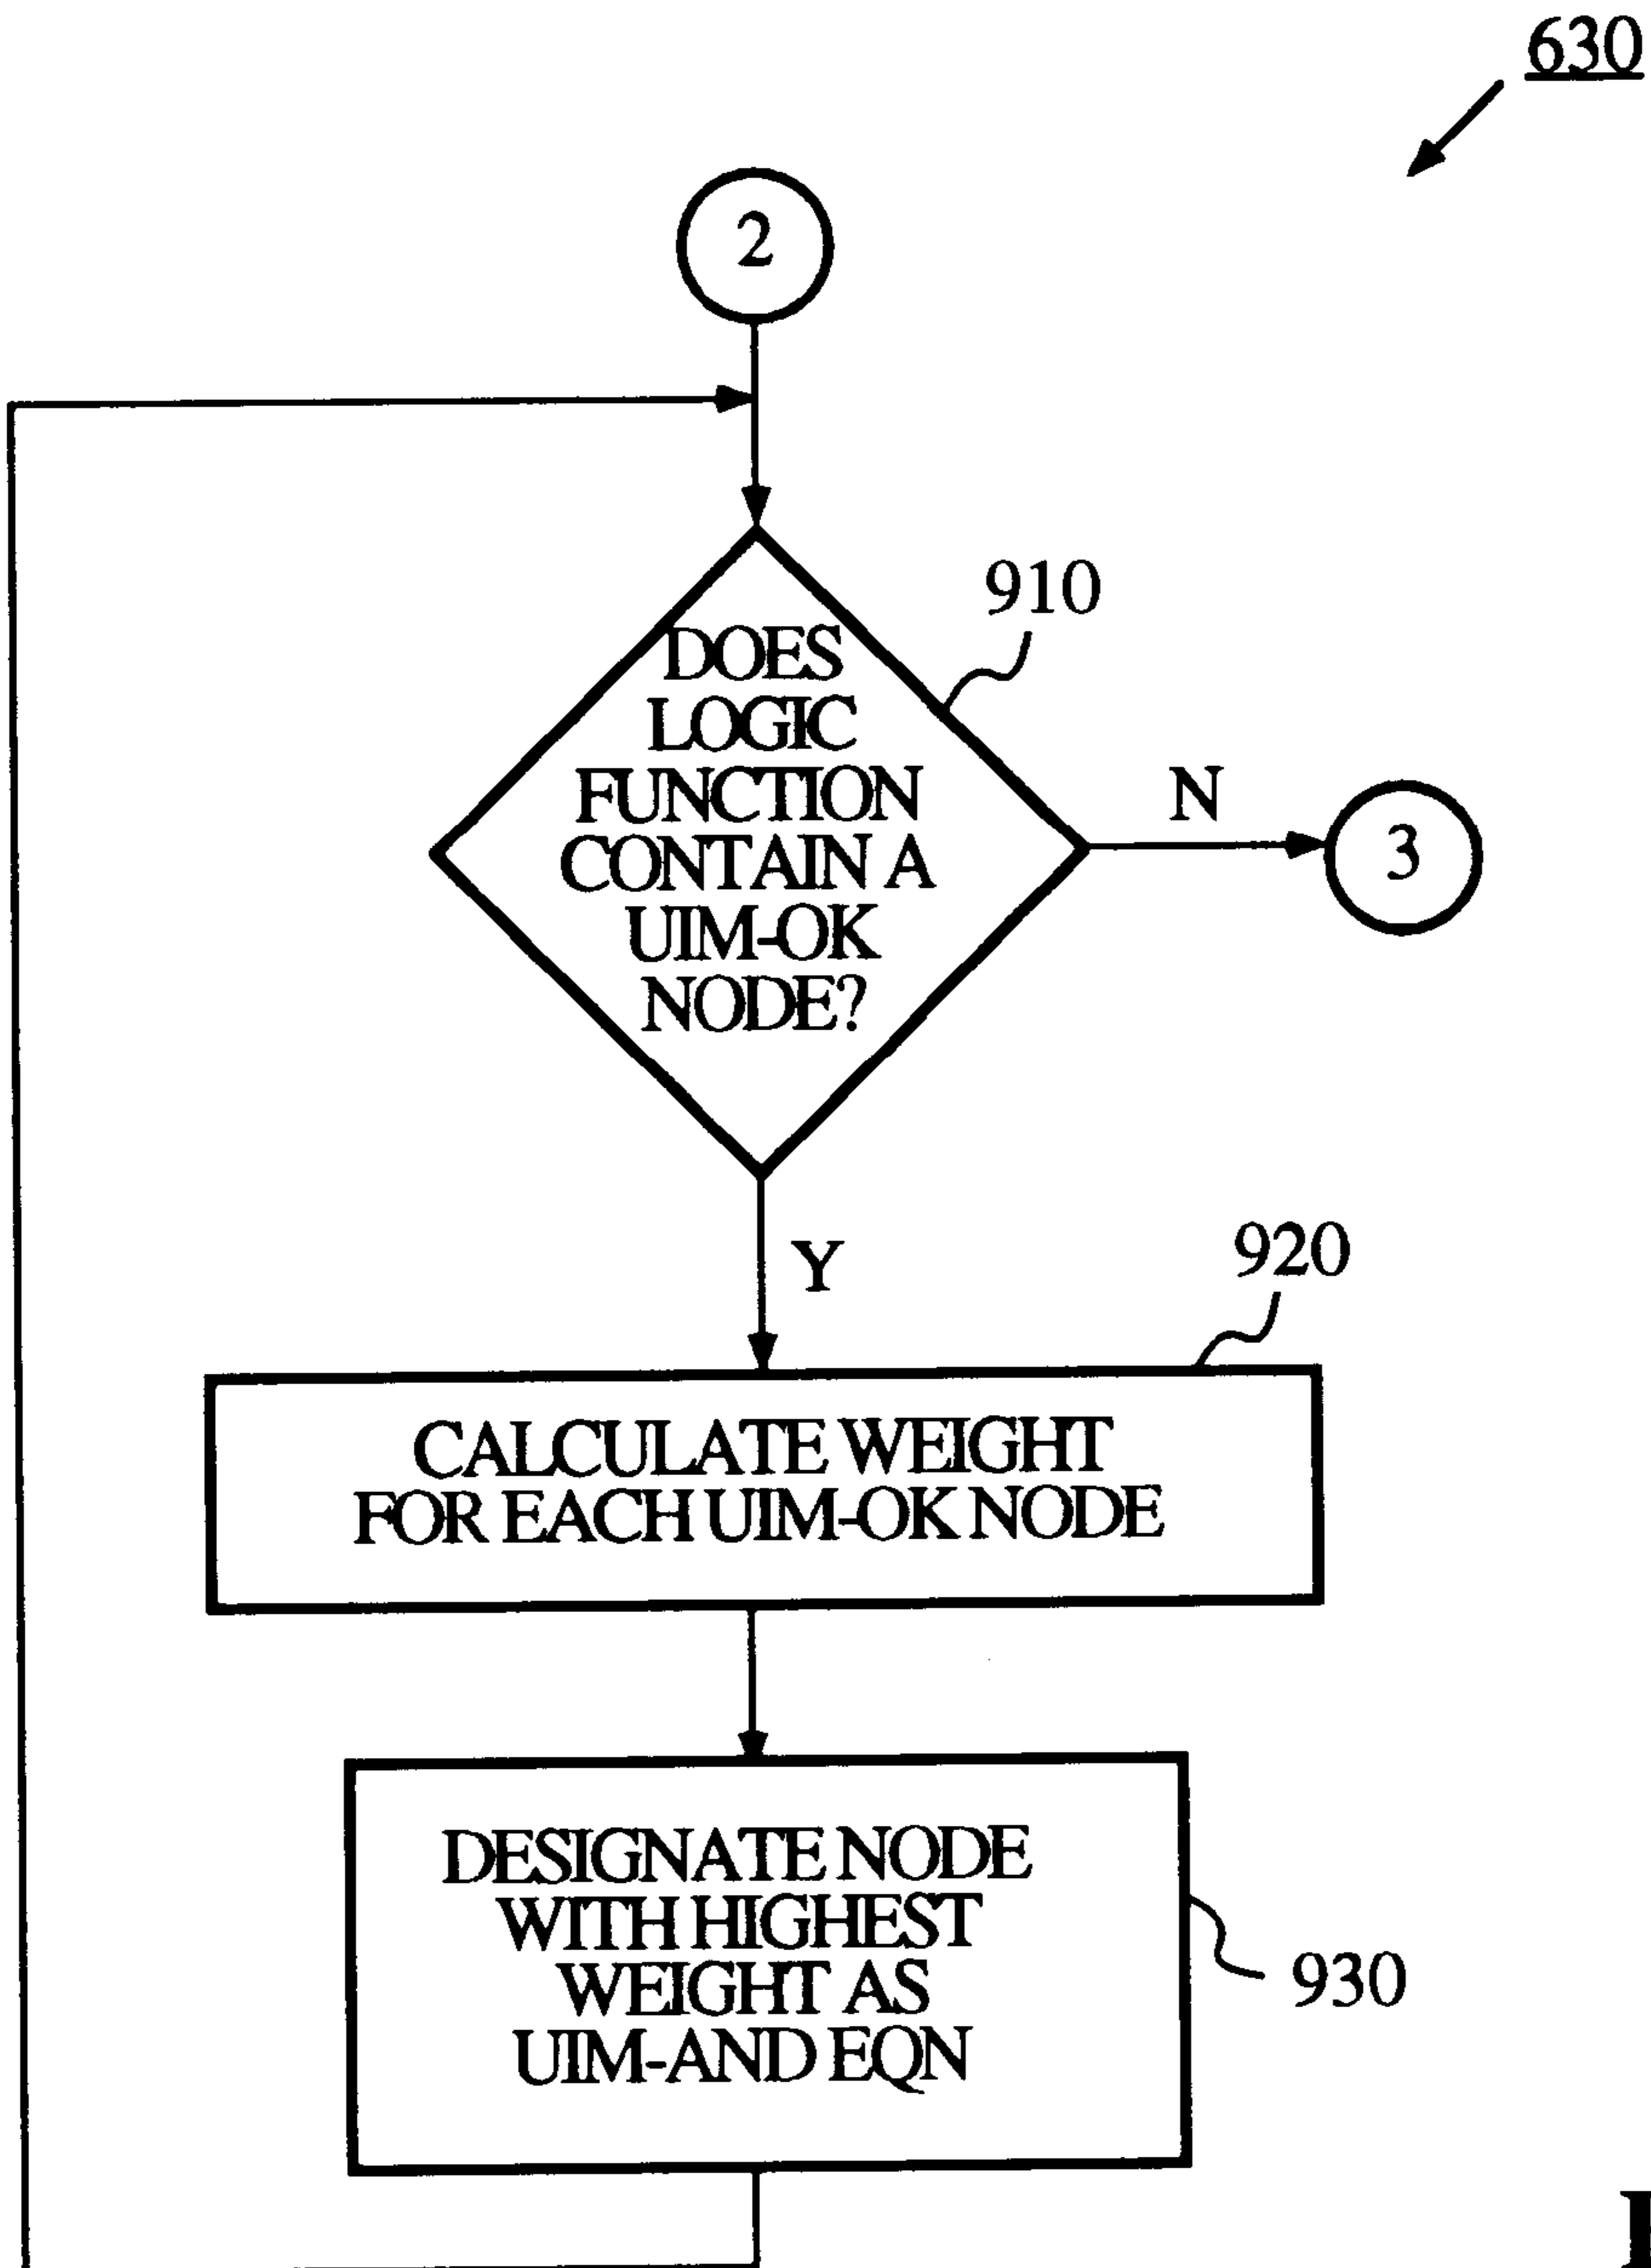 630
2
910
DOES
LOGIC
FUNCTION
CONTAIN A
UIM-OK
NODE?
N
3
Y
920
CALCULATE WEIGHT
FOR EACH UIM-OK NODE
DESIGNATE NODE
WITH HIGHEST
WEIGHT AS
UIM-AND EQN
930